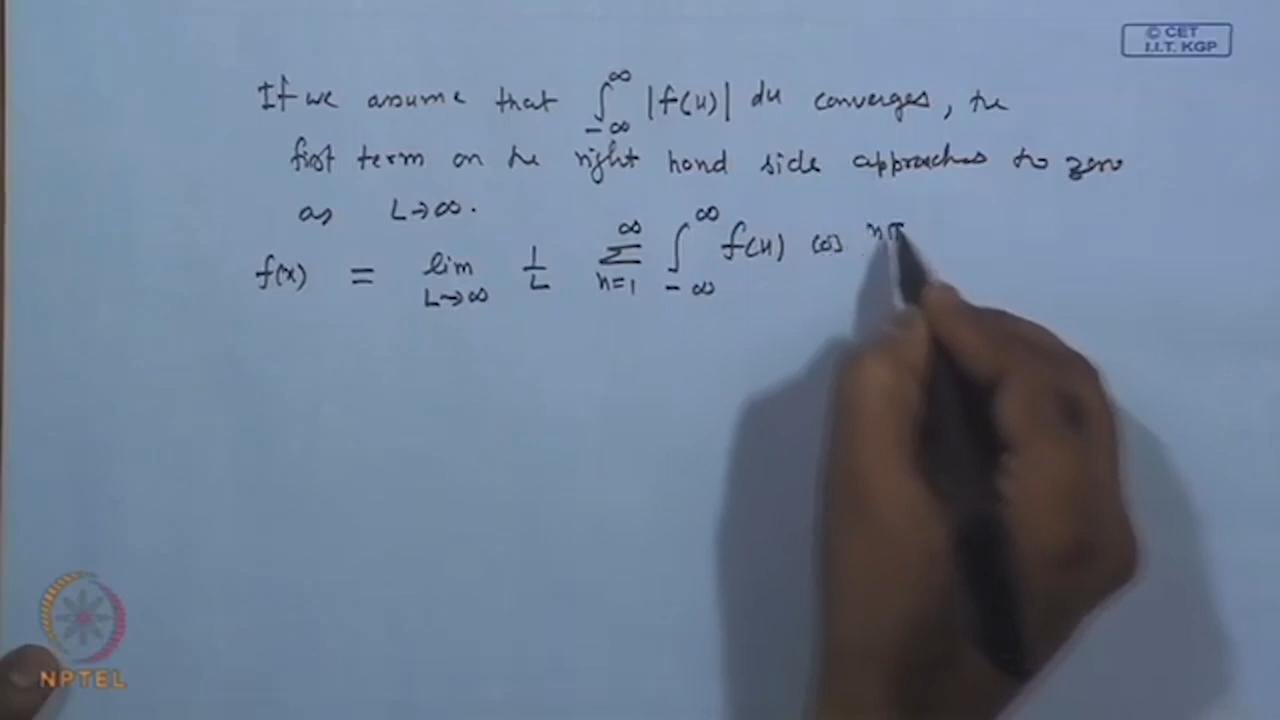 © CET
I.I.T. KGP
If we assume that ∫_{-∞}^{∞} |f(u)| du converges, the
first term on the right hand side approaches to zero
as L→∞.
f(x) = lim_{L→∞} 1/L ∑_{n=1}^{∞} ∫_{-∞}^{∞} f(u) cos nπ
NPTEL